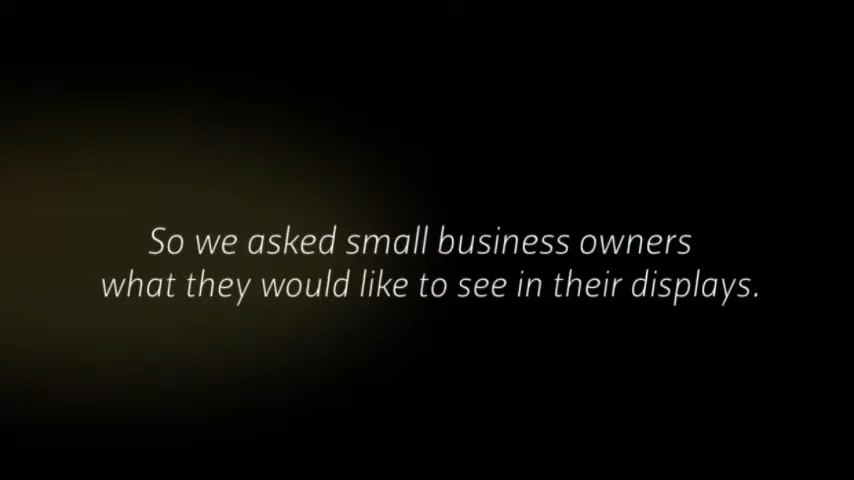 So we asked small business owners
what they would like to see in their displays.